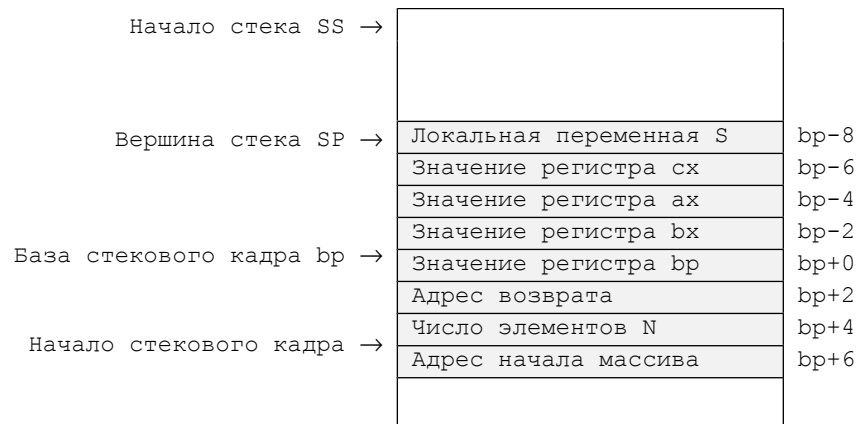 Начало стека SS →
Вершина стека SP → Локальная переменная S bp-8
Значение регистра cx bp-6
Значение регистра ax bp-4
Значение регистра bx bp-2
База стекового кадра bp → Значение регистра bp bp+0
Адрес возврата bp+2
Число элементов N bp+4
Начало стекового кадра → Адрес начала массива bp+6